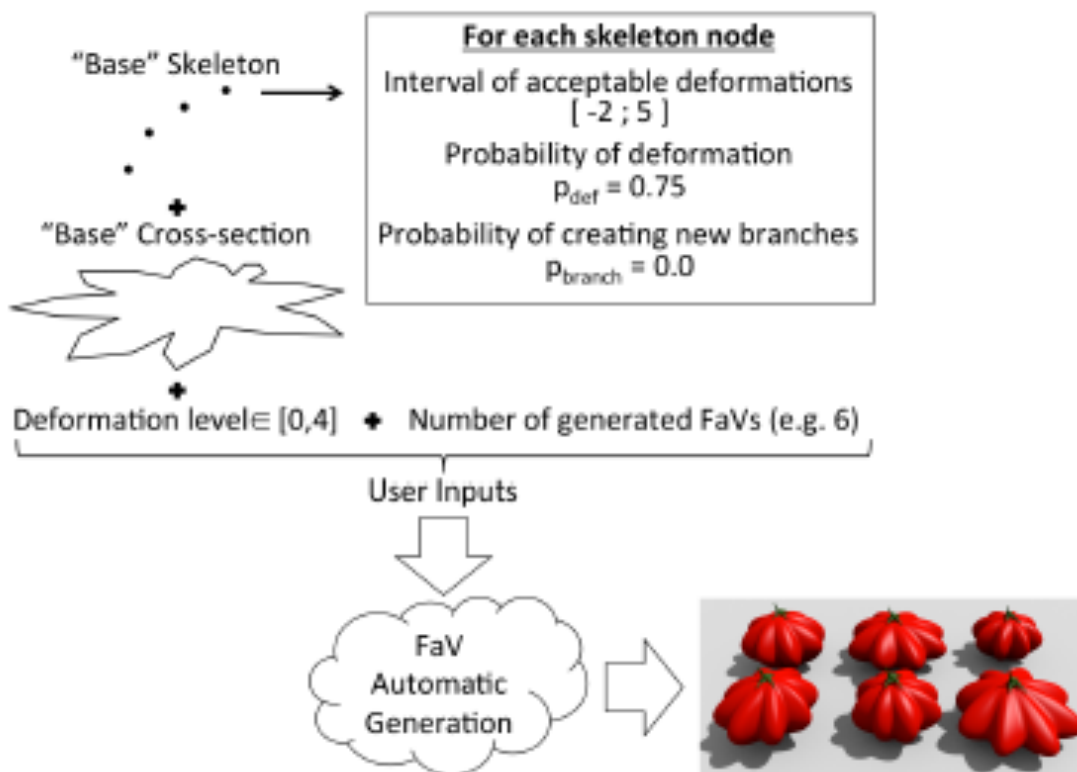 "Base" Skeleton
For each skeleton node
Interval of acceptable deformations
[ -2 ; 5 ]
Probability of deformation
p_def = 0.75
Probability of creating new branches
p_branch = 0.0
"Base" Cross-section
Deformation level∈ [0,4] + Number of generated FaVs (e.g. 6)
User Inputs
FaV
Automatic
Generation